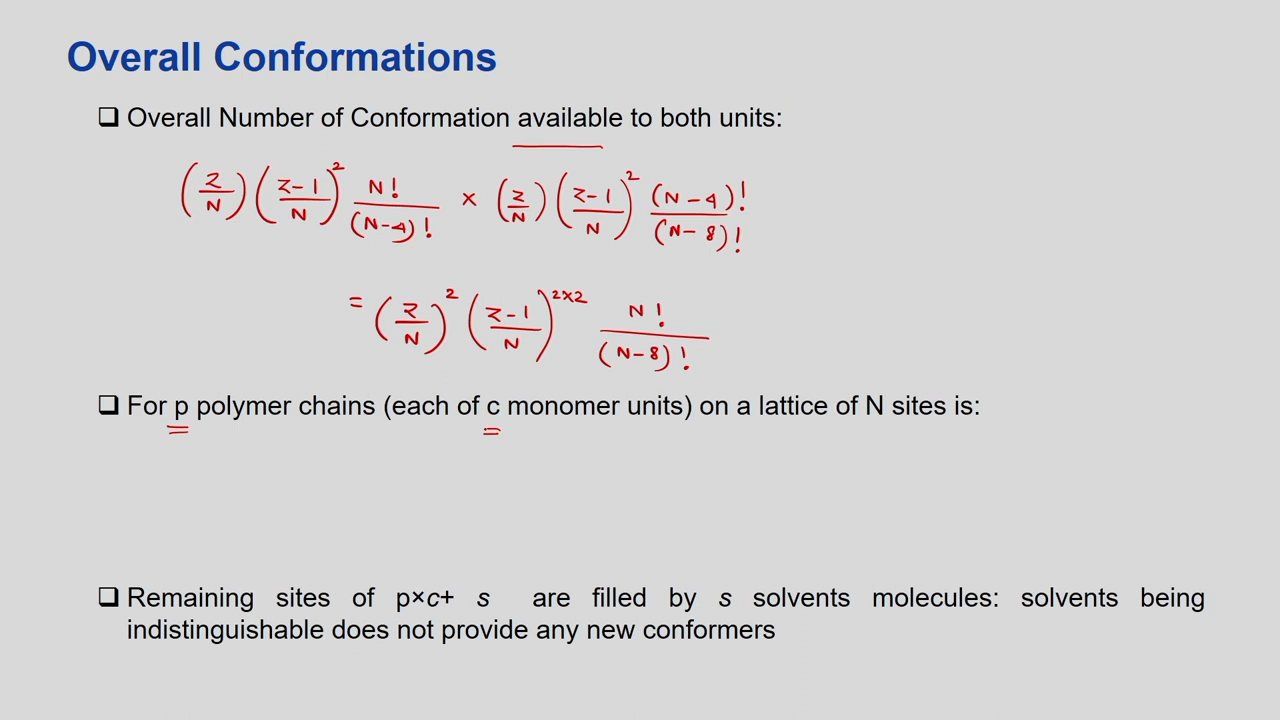 Overall Conformations
❑ Overall Number of Conformation available to both units:
(z/N) ((z-1)/N)² N!/(N-4)! × (z/N) ((z-1)/N)² (N-4)!/(N-8)!
= (z/N)² ((z-1)/N)^(2×2) N!/(N-8)!
❑ For p polymer chains (each of c monomer units) on a lattice of N sites is:
❑ Remaining sites of p×c+ s are filled by s solvents molecules: solvents being
indistinguishable does not provide any new conformers